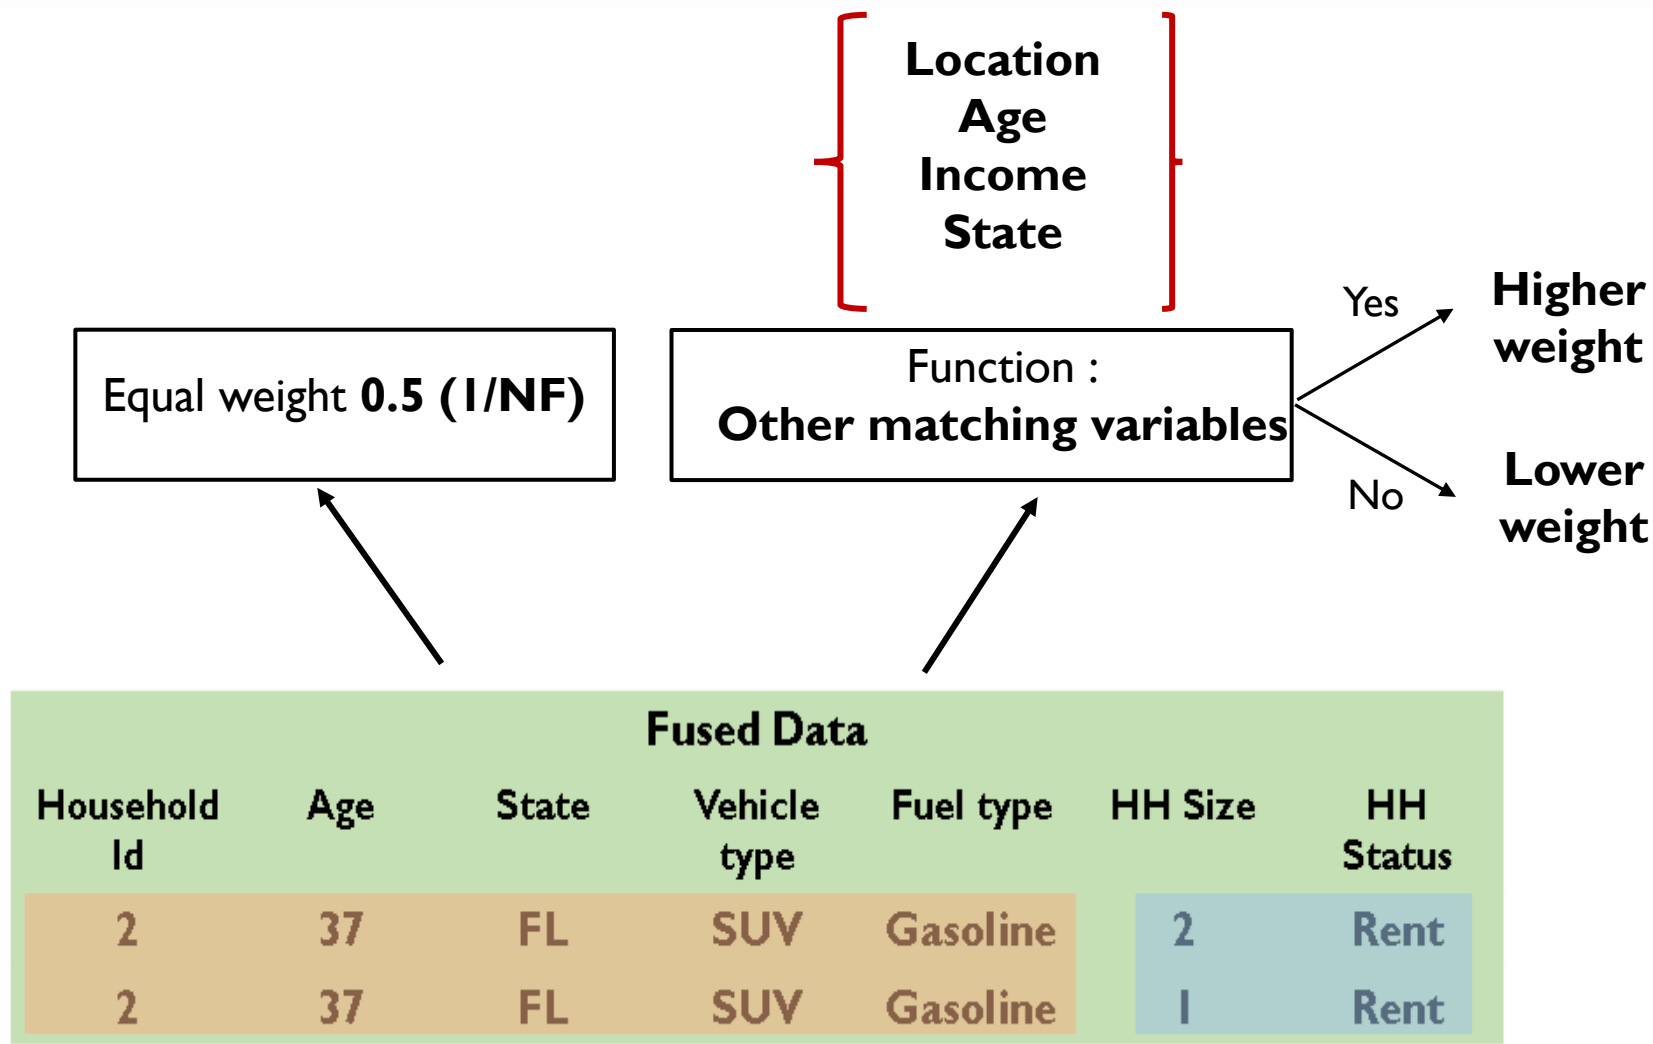 Location
Age
Income
State
Yes
Higher
weight
Equal weight 0.5 (1/NF)
Function :
Other matching variables
No
Lower
weight
Fused Data
Household Id Age State Vehicle type Fuel type HH Size HH Status
2 37 FL SUV Gasoline 2 Rent
2 37 FL SUV Gasoline 1 Rent